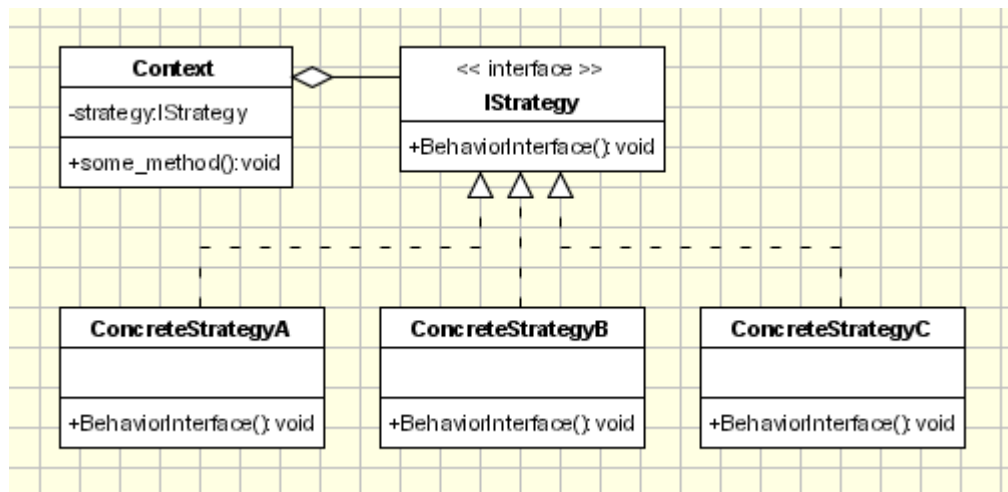 Context
-strategy:IStrategy
+some_method():void
<< interface >>
IStrategy
+BehaviorInterface(): void
ConcreteStrategyA
+BehaviorInterface(): void
ConcreteStrategyB
+BehaviorInterface(): void
ConcreteStrategyC
+BehaviorInterface(): void